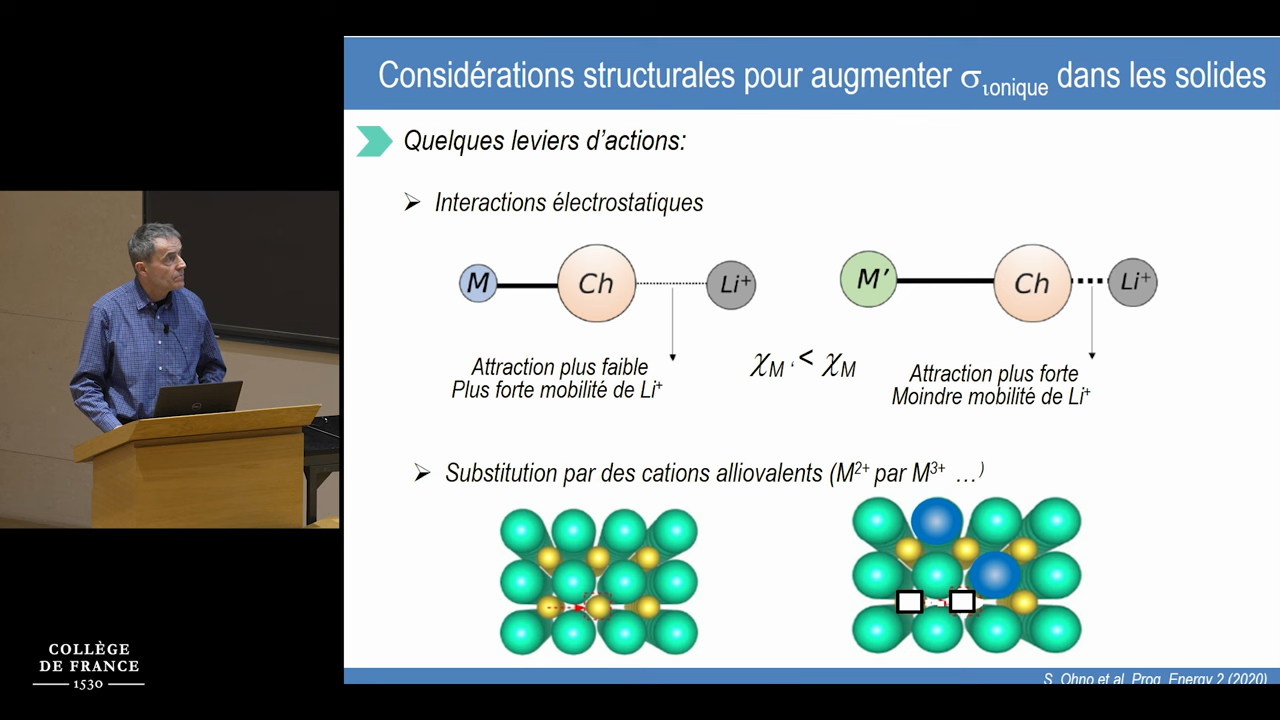 Considérations structurales pour augmenter σιonique dans les solides
Quelques leviers d'actions:
➢ Interactions électrostatiques
M Ch Li⁺ M' Ch Li⁺
Attraction plus faible
Plus forte mobilité de Li⁺
χM ' < χM
Attraction plus forte
Moindre mobilité de Li⁺
➢ Substitution par des cations alliovalents (M²⁺ par M³⁺ …)
COLLÈGE
DE FRANCE
1530
S. Ohno et al. Prog. Energy 2 (2020)